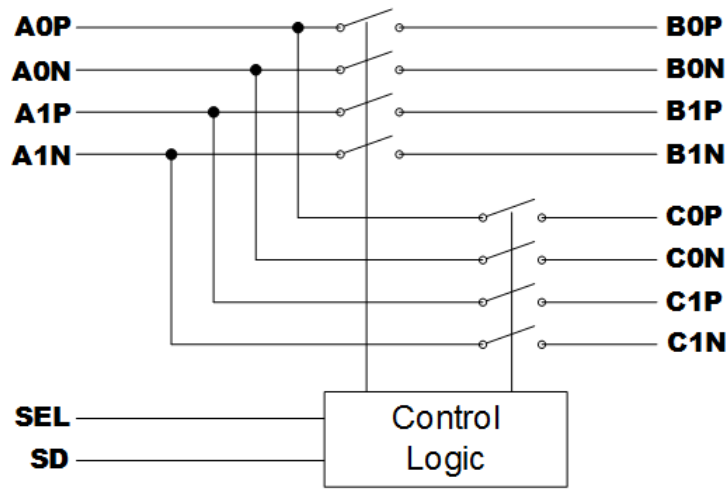 A0P
B0P
A0N
B0N
A1P
B1P
A1N
B1N
C0P
C0N
C1P
C1N
SEL
SD
Control
Logic